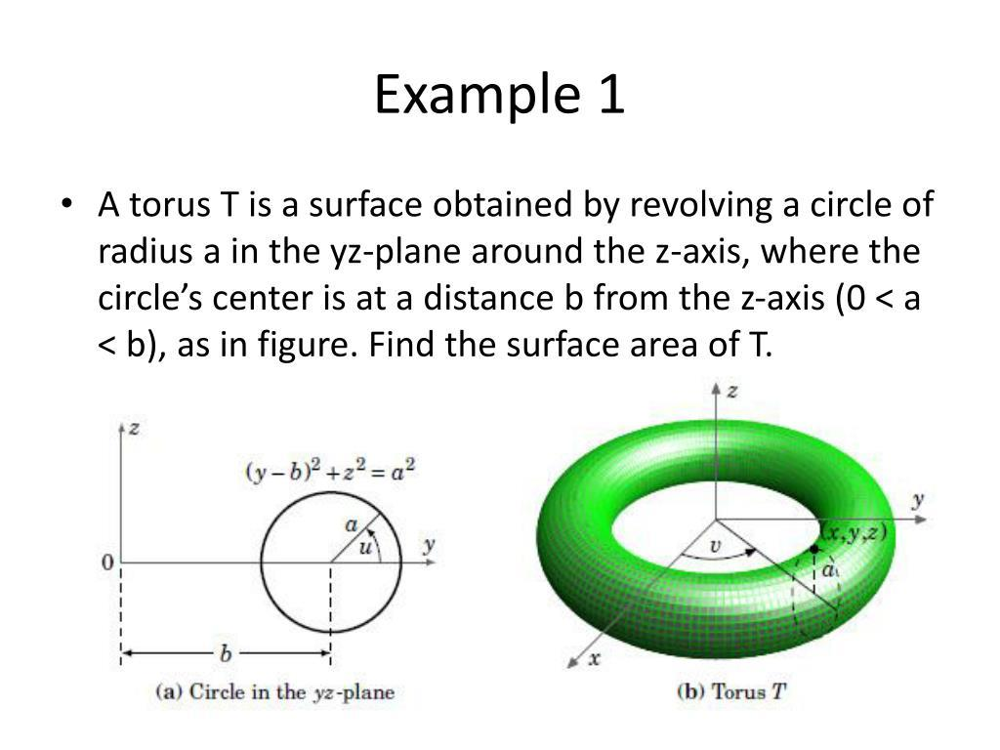 Example 1
• A torus T is a surface obtained by revolving a circle of
radius a in the yz-plane around the z-axis, where the
circle’s center is at a distance b from the z-axis (0 < a
< b), as in figure. Find the surface area of T.
z
(y − b)² + z² = a²
a
u
y
0
b
(a) Circle in the yz-plane
z
y
(x,y,z)
v
a
x
(b) Torus T